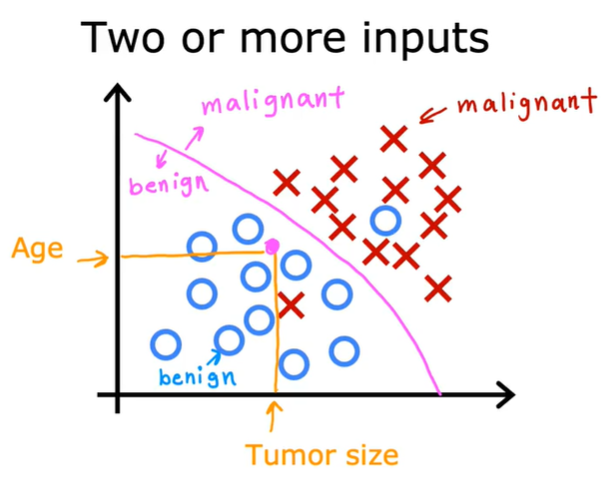 Two or more inputs
malignant
malignant
benign
Age
benign
Tumor size